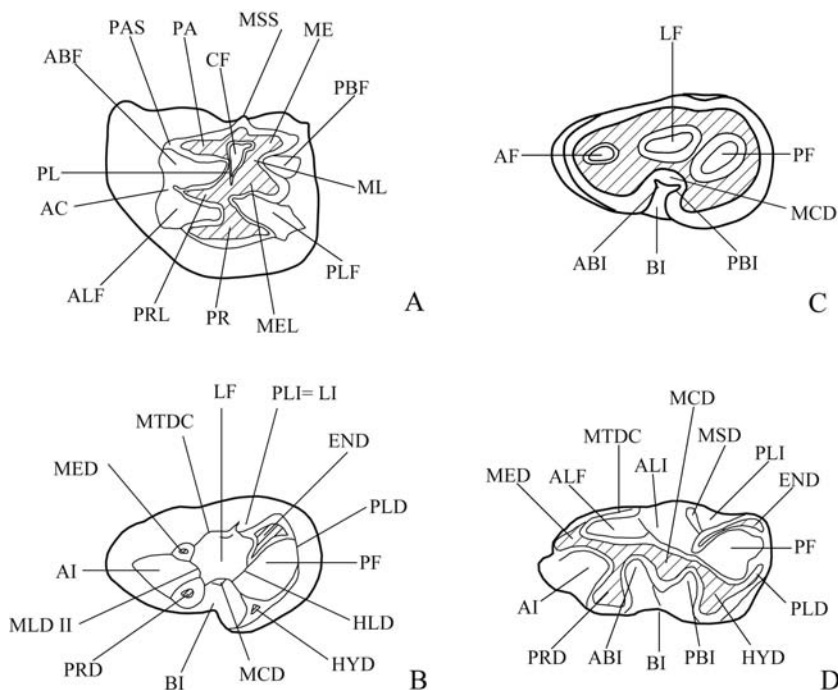 PAS PA MSS ME
ABF CF PBF
PL ML
AC
ALF PLF
PRL PR MEL
A
LF
AF PF
MCD
ABI BI PBI
C
LF PLI= LI
MTDC END
MED PLD
AI PF
MLD II HLD
PRD BI MCD HYD
B
MCD
MTDC MSD
MED ALF ALI PLI
END
PF
AI PLD
PRD ABI BI PBI HYD
D